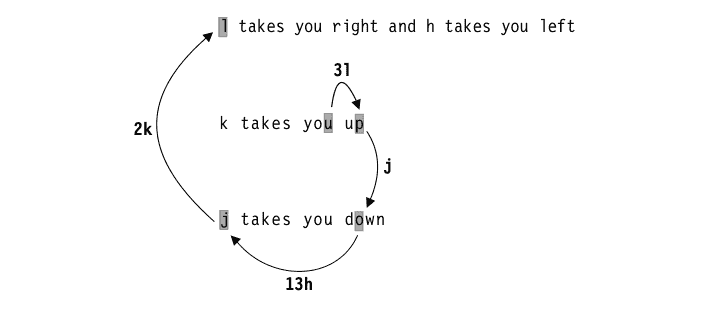 l takes you right and h takes you left
3l
k takes you up
2k
j
j takes you down
13h